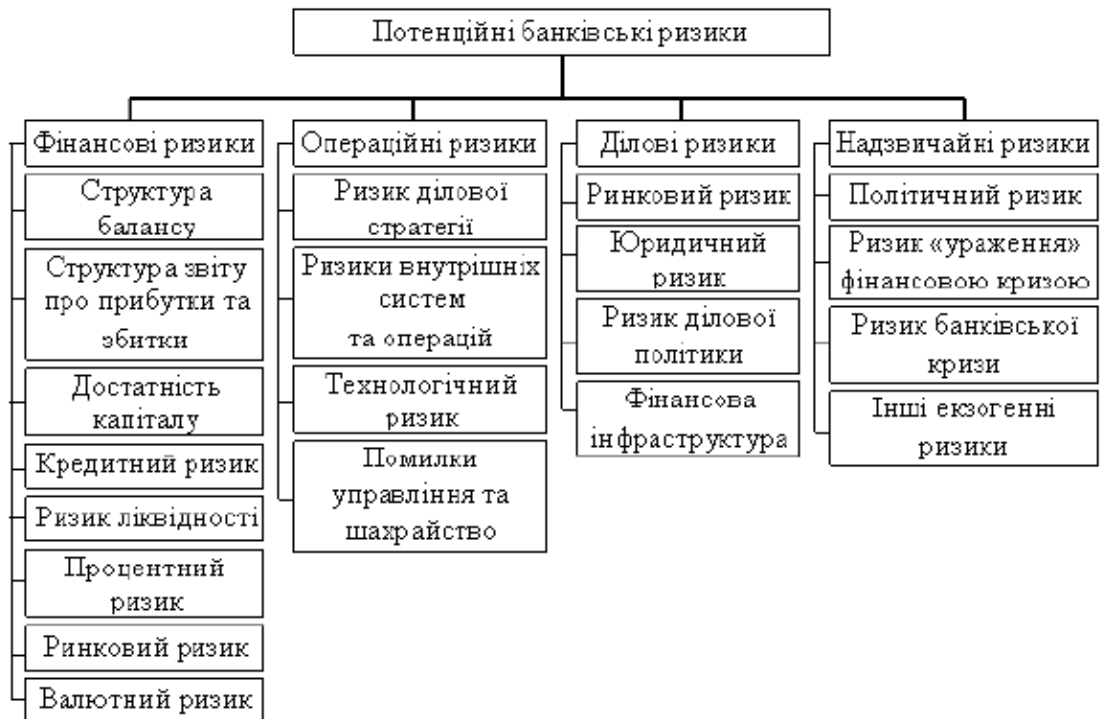 Потенційні банківські ризики
Фінансові ризики
Структура
балансу
Структура звіту
про прибутки та
збитки
Достатність
капіталу
Кредитний ризик
Ризик ліквідності
Процентний
ризик
Ринковий ризик
Валютний ризик
Операційні ризики
Ризик ділової
стратегії
Ризики внутрішніх
систем
та операцій
Технологічний
ризик
Помилки
управління та
шахрайство
Ділові ризики
Ринковий ризик
Юридичний
ризик
Ризик ділової
політики
Фінансова
інфраструктура
Надзвичайні ризики
Політичний ризик
Ризик «ураження»
фінансовою кризою
Ризик банківської
кризи
Інші екзогенні
ризики